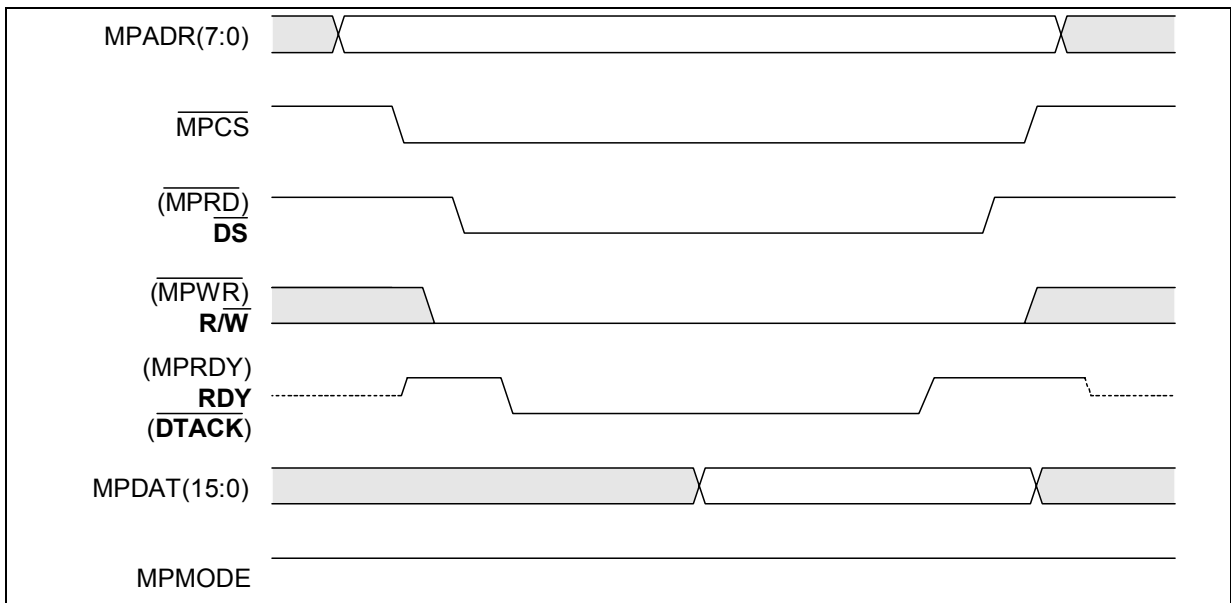 MPADR(7:0)
MPCS
(MPRD)
DS
(MPWR)
R/W
(MPRDY)
RDY
(DTACK)
MPDAT(15:0)
MPMODE